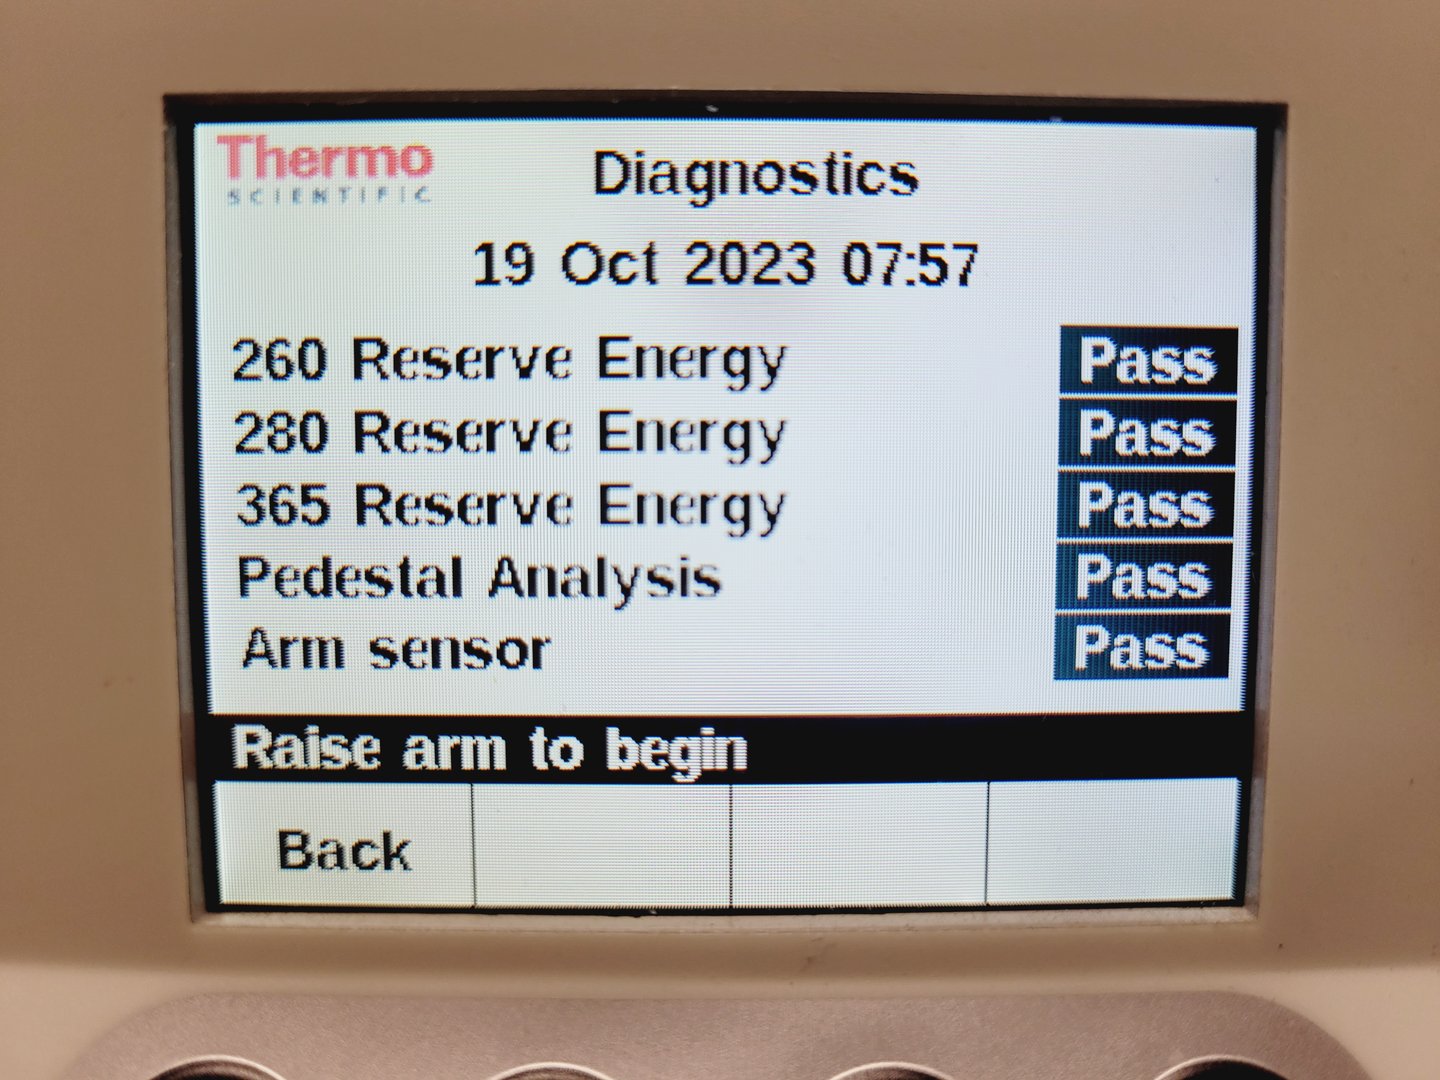 Thermo
SCIENTIFIC
Diagnostics
19 Oct 2023 07:57
260 Reserve Energy Pass
280 Reserve Energy Pass
365 Reserve Energy Pass
Pedestal Analysis Pass
Arm sensor Pass
Raise arm to begin
Back